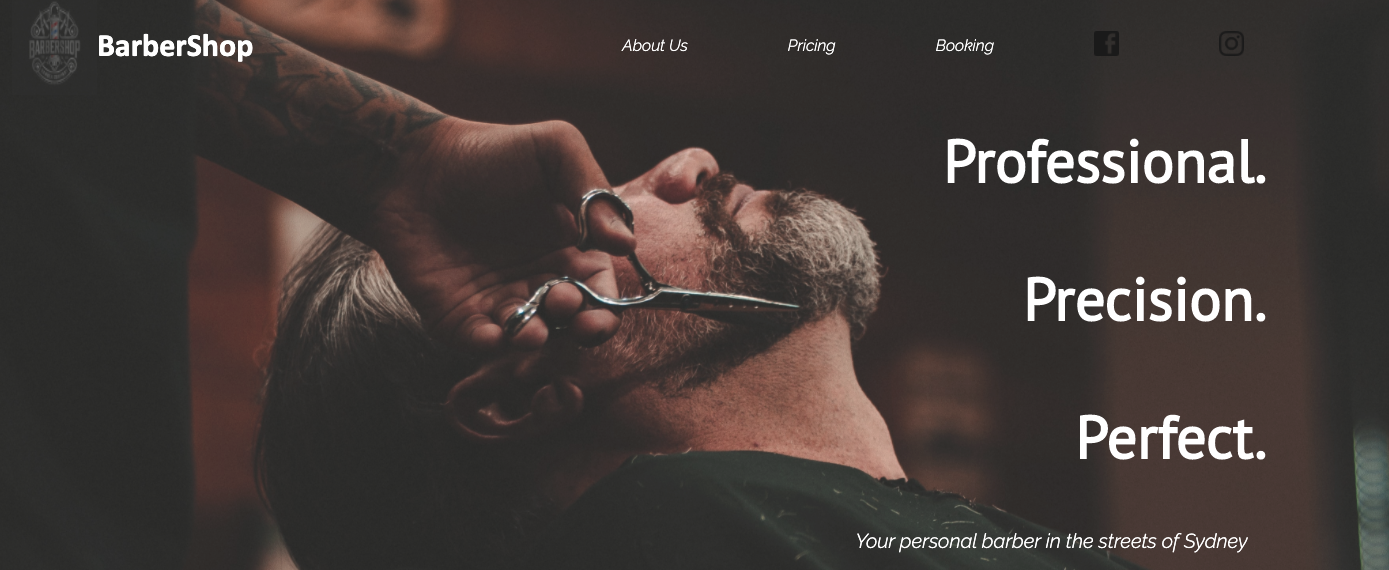 BARBERSHOP
BarberShop
About Us
Pricing
Booking
Professional.
Precision.
Perfect.
Your personal barber in the streets of Sydney